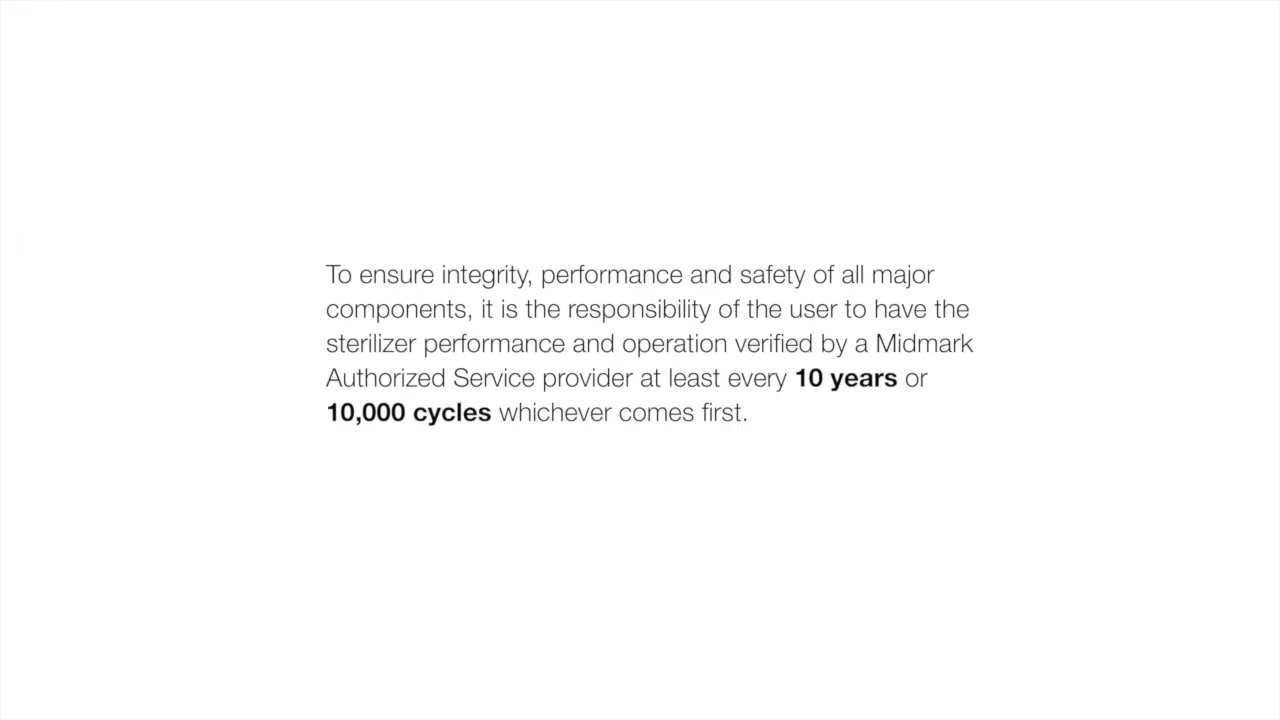 To ensure integrity, performance and safety of all major
components, it is the responsibility of the user to have the
sterilizer performance and operation verified by a Midmark
Authorized Service provider at least every 10 years or
10,000 cycles whichever comes first.